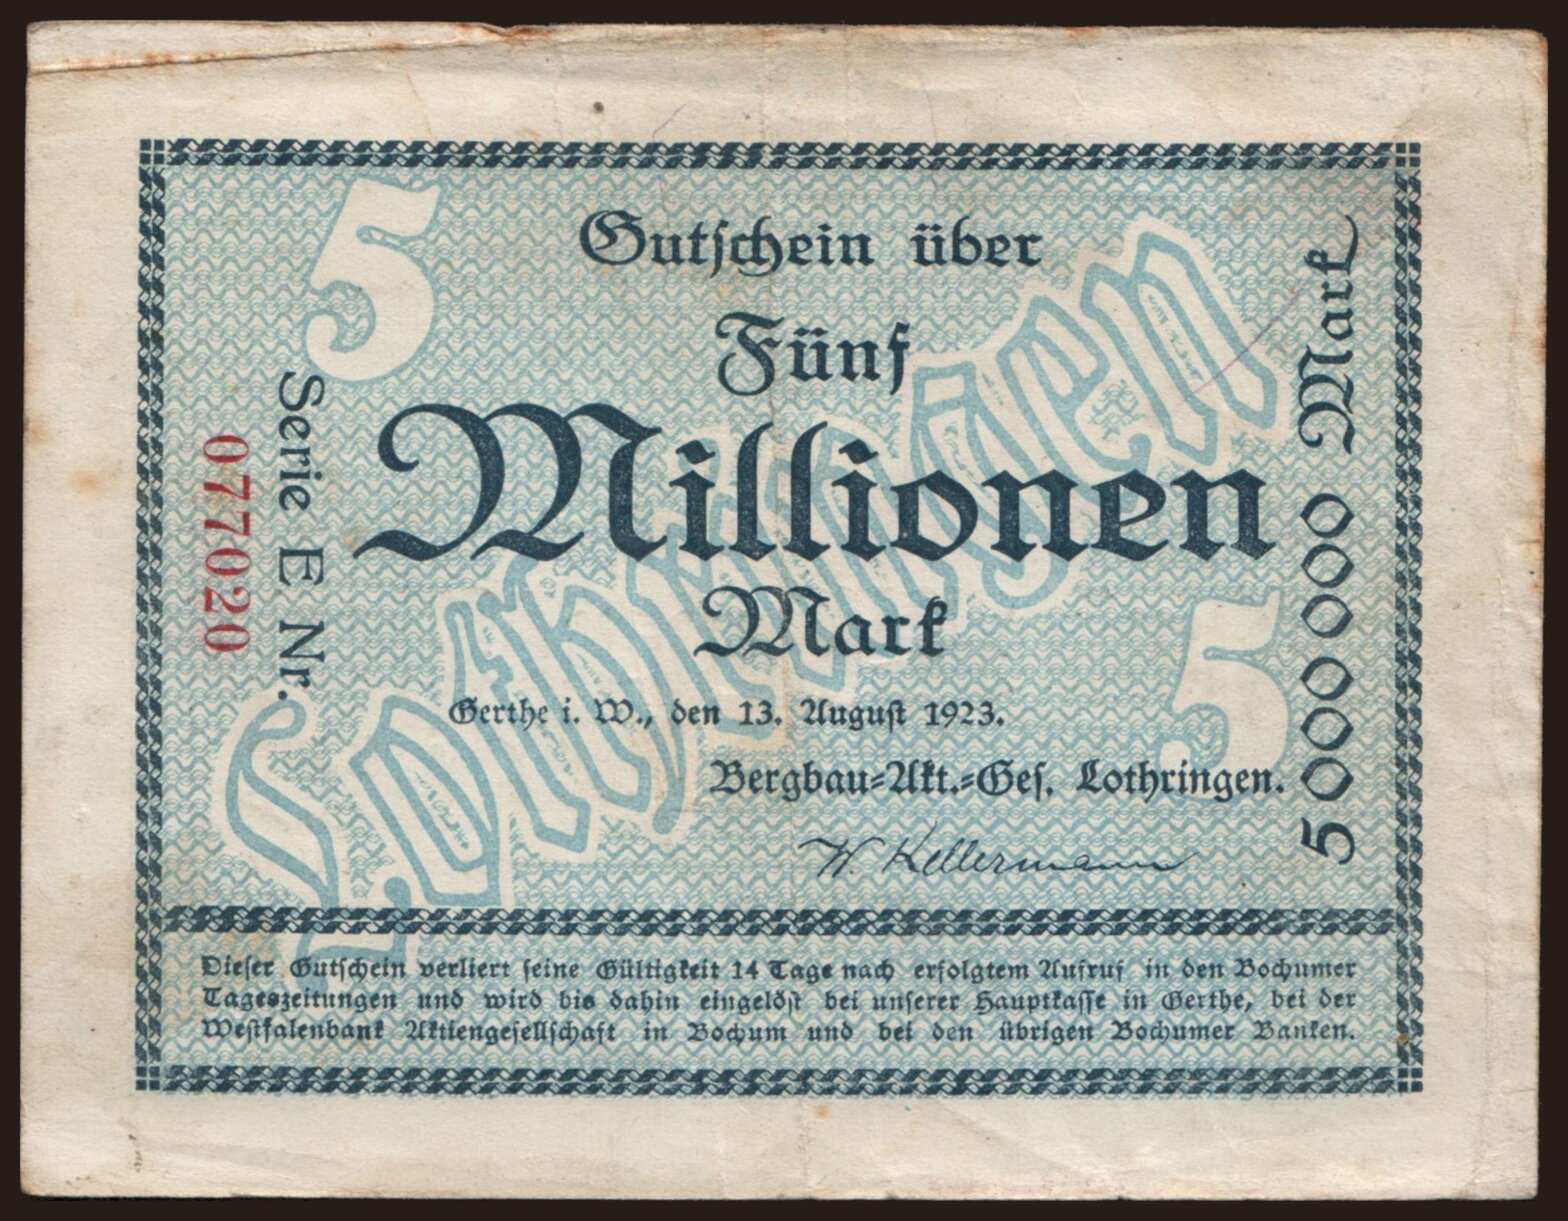 5
Gutschein über
Fünf
Millionen
Mark
Gerthe i. W., den 13. August 1923.
Bergbau-Akt.-Ges. Lothringen.
W. Kellermann
Serie E Nr.
077020
5000000 Mark
Lothringen
5
Dieser Gutschein verliert seine Gültigkeit 14 Tage nach erfolgtem Aufruf in den Bochumer
Tageszeitungen und wird bis dahin eingelöst bei unserer Hauptkasse in Gerthe, bei der
Westfalenbank Aktiengesellschaft in Bochum und bei den übrigen Bochumer Banken.